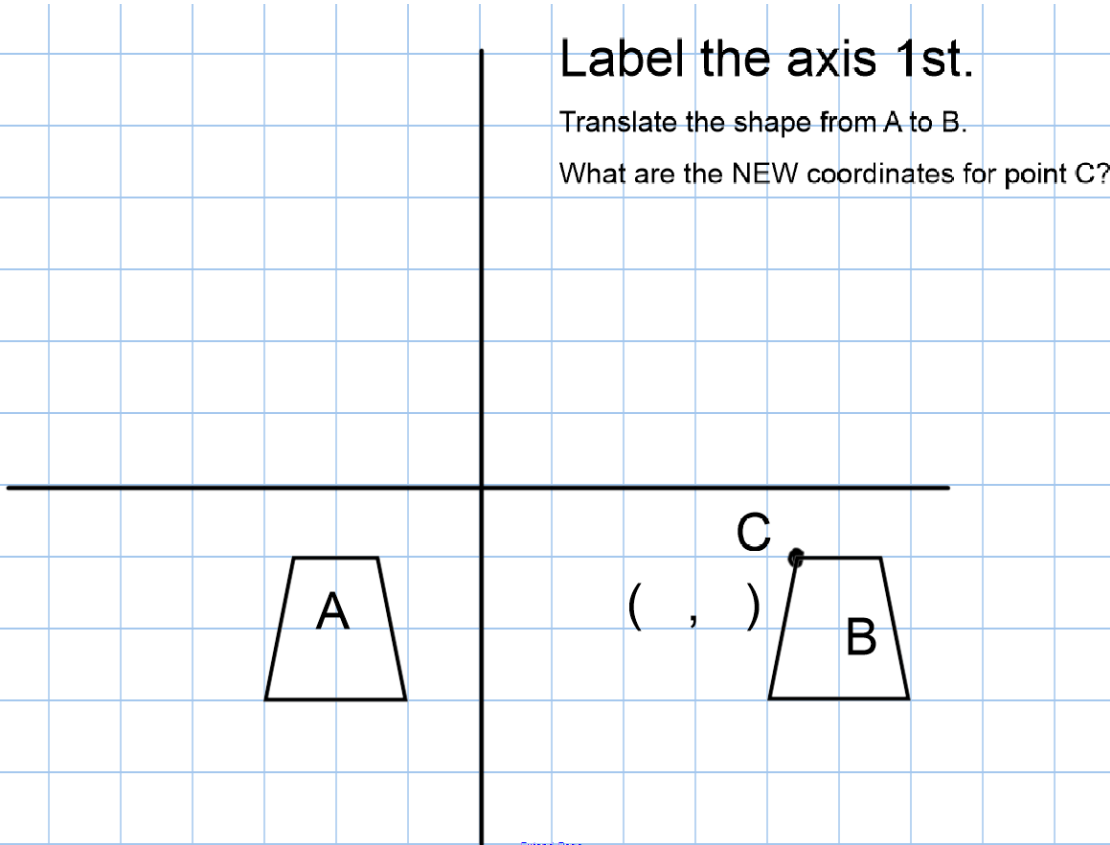 Label the axis 1st.
Translate the shape from A to B.
What are the NEW coordinates for point C?
C
A
( , )
B